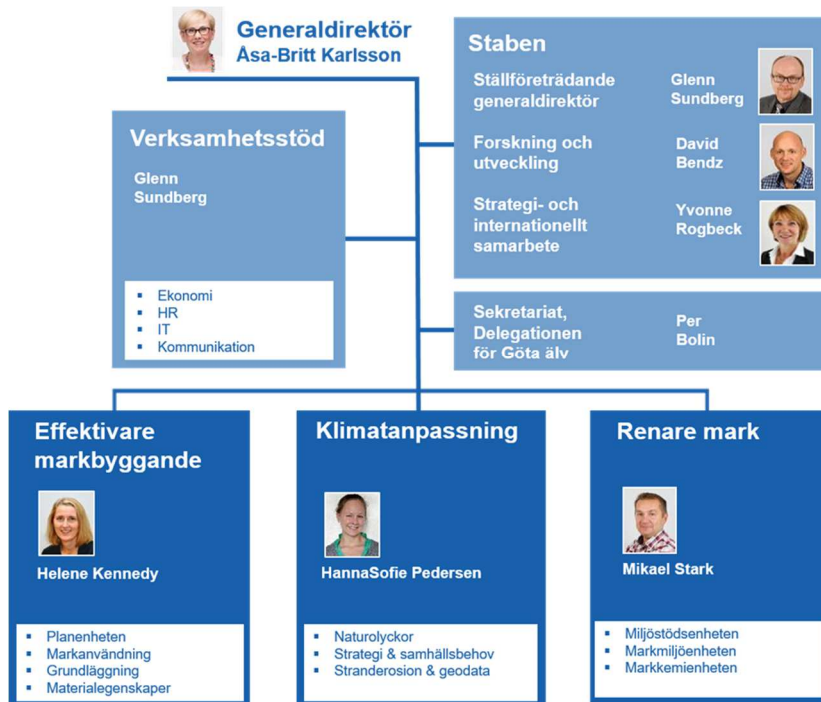 Generaldirektör
Åsa-Britt Karlsson
Staben
Ställföreträdande
generaldirektör
Glenn
Sundberg
Forskning och
utveckling
David
Bendz
Strategi- och
internationellt
samarbete
Yvonne
Rogbeck
Verksamhetsstöd
Glenn
Sundberg
▪ Ekonomi
▪ HR
▪ IT
▪ Kommunikation
Sekretariat,
Delegationen
för Göta älv
Per
Bolin
Effektivare
markbyggande
Helene Kennedy
▪ Planenheten
▪ Markanvändning
▪ Grundläggning
▪ Materialegenskaper
Klimatanpassning
HannaSofie Pedersen
▪ Naturolyckor
▪ Strategi & samhällsbehov
▪ Stranderosion & geodata
Renare mark
Mikael Stark
▪ Miljöstödsenheten
▪ Markmiljöenheten
▪ Markkemienheten